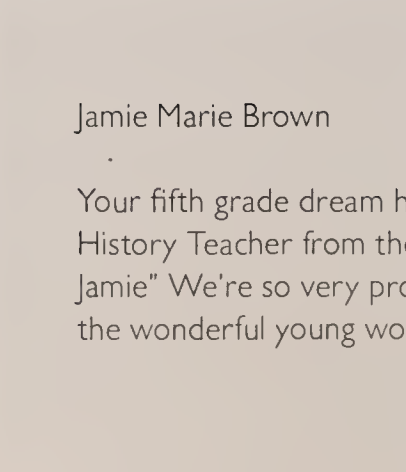 Jamie Marie Brown
Your fifth grade dream
History Teacher from
Jamie" We're so very
the wonderful young